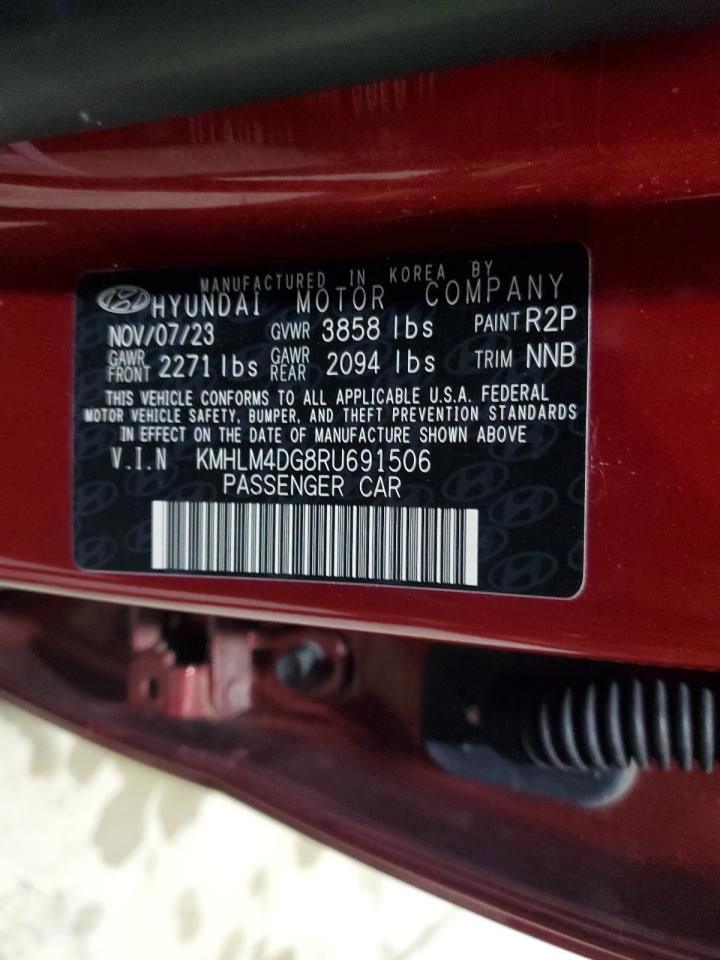 MANUFACTURED IN KOREA BY
HYUNDAI MOTOR COMPANY
NOV/07/23 GVWR 3858 lbs PAINT R2P
GAWR FRONT 2271 lbs GAWR REAR 2094 lbs TRIM NNB
THIS VEHICLE CONFORMS TO ALL APPLICABLE U.S.A. FEDERAL
MOTOR VEHICLE SAFETY, BUMPER, AND THEFT PREVENTION STANDARDS
IN EFFECT ON THE DATE OF MANUFACTURE SHOWN ABOVE
V.I.N KMHLM4DG8RU691506
PASSENGER CAR